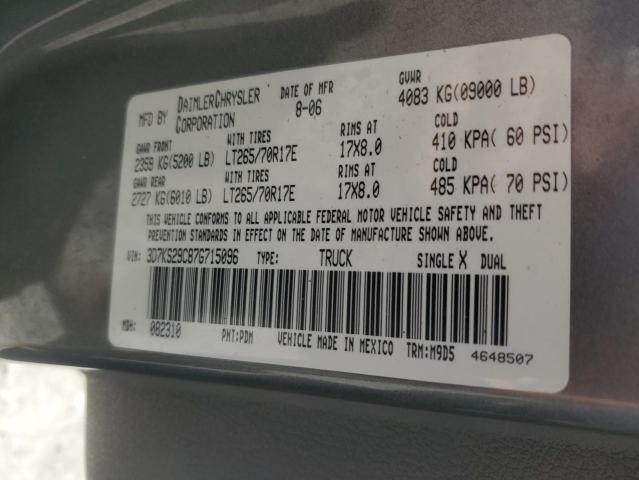 MFD BY DAIMLERCHRYSLER CORPORATION DATE OF MFR 8-06 GVWR 4083 KG(09000 LB)
GAWR FRONT WITH TIRES RIMS AT COLD
2359 KG(5200 LB) LT265/70R17E 17X8.0 410 KPA( 60 PSI)
GAWR REAR WITH TIRES RIMS AT COLD
2727 KG(6010 LB) LT265/70R17E 17X8.0 485 KPA( 70 PSI)
THIS VEHICLE CONFORMS TO ALL APPLICABLE FEDERAL MOTOR VEHICLE SAFETY AND THEFT
PREVENTION STANDARDS IN EFFECT ON THE DATE OF MANUFACTURE SHOWN ABOVE.
VIN: 3D7KS29C87G715096 TYPE: TRUCK SINGLE X DUAL
MDH: 082310 PNT:PDM VEHICLE MADE IN MEXICO TRM:M9D5 4648507